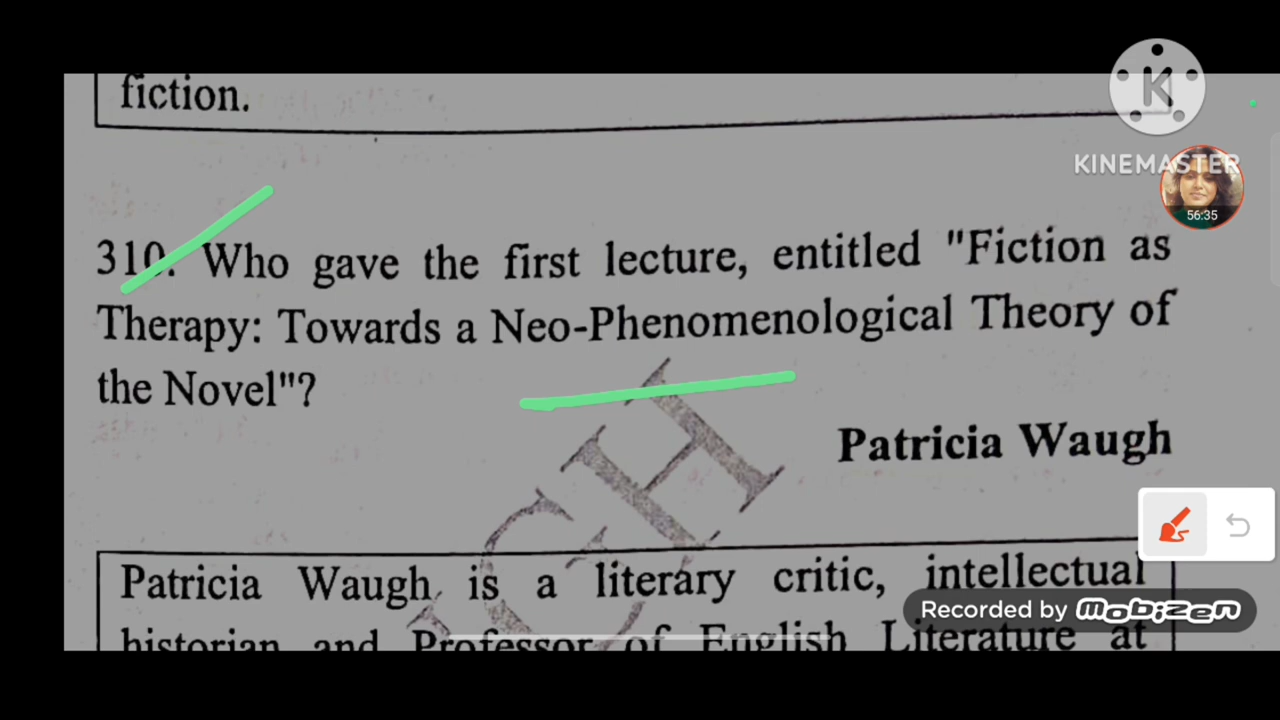 fiction.
KINEMASTER
56:35
310. Who gave the first lecture, entitled "Fiction as
Therapy: Towards a Neo-Phenomenological Theory of
the Novel"?
Patricia Waugh
Patricia Waugh is a literary critic, intellectual
Recorded by mobizen
historian and Professor of English Literature at